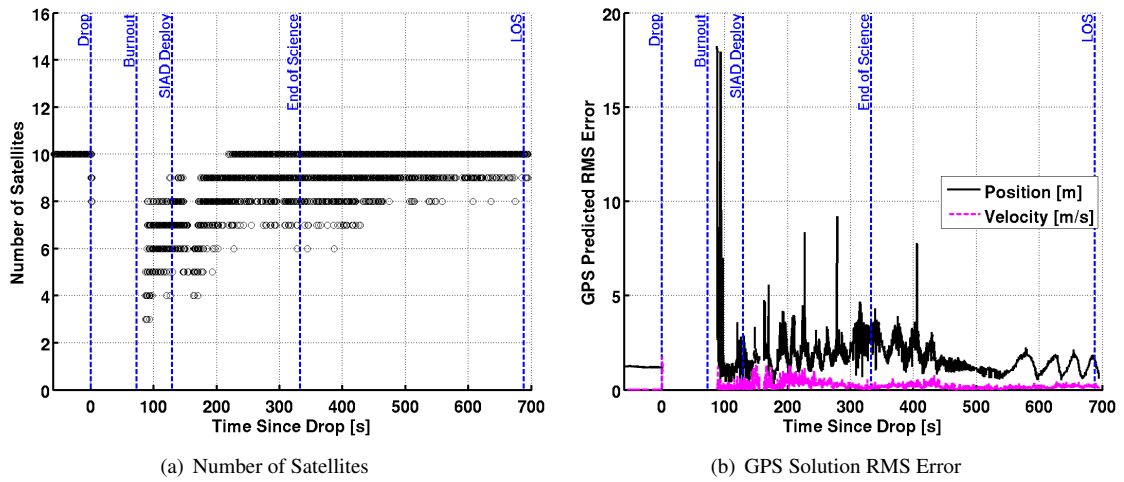 16
14
12
10
8
6
4
2
0
Number of Satellites
Drop
Burnout
SIAD Deploy
End of Science
LOS
0 100 200 300 400 500 600 700
Time Since Drop [s]
(a) Number of Satellites
20
15
10
5
0
GPS Predicted RMS Error
Drop
Burnout
SIAD Deploy
End of Science
LOS
Position [m]
Velocity [m/s]
0 100 200 300 400 500 600 700
Time Since Drop [s]
(b) GPS Solution RMS Error